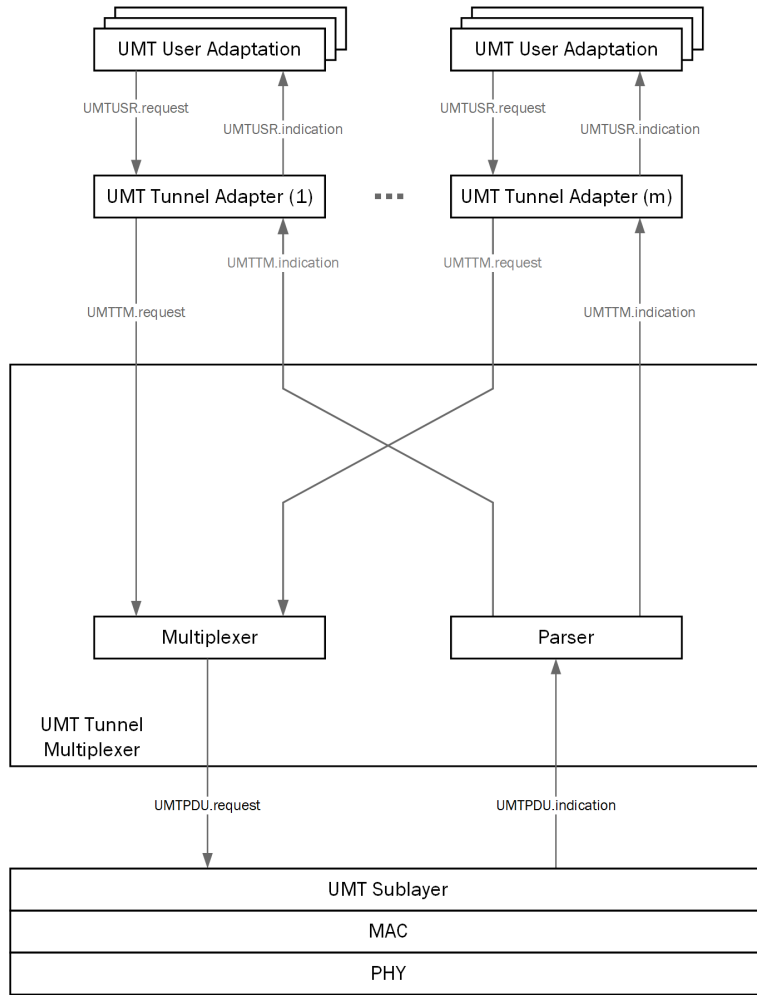 UMT User Adaptation
UMT User Adaptation
UMTUSR.request
UMTUSR.request
UMTUSR.indication
UMTUSR.indication
UMT Tunnel Adapter (1)
...
UMT Tunnel Adapter (m)
UMTTM.indication
UMTTM.request
UMTTM.request
UMTTM.indication
Multiplexer
Parser
UMT Tunnel
Multiplexer
UMTPDU.request
UMTPDU.indication
UMT Sublayer
MAC
PHY